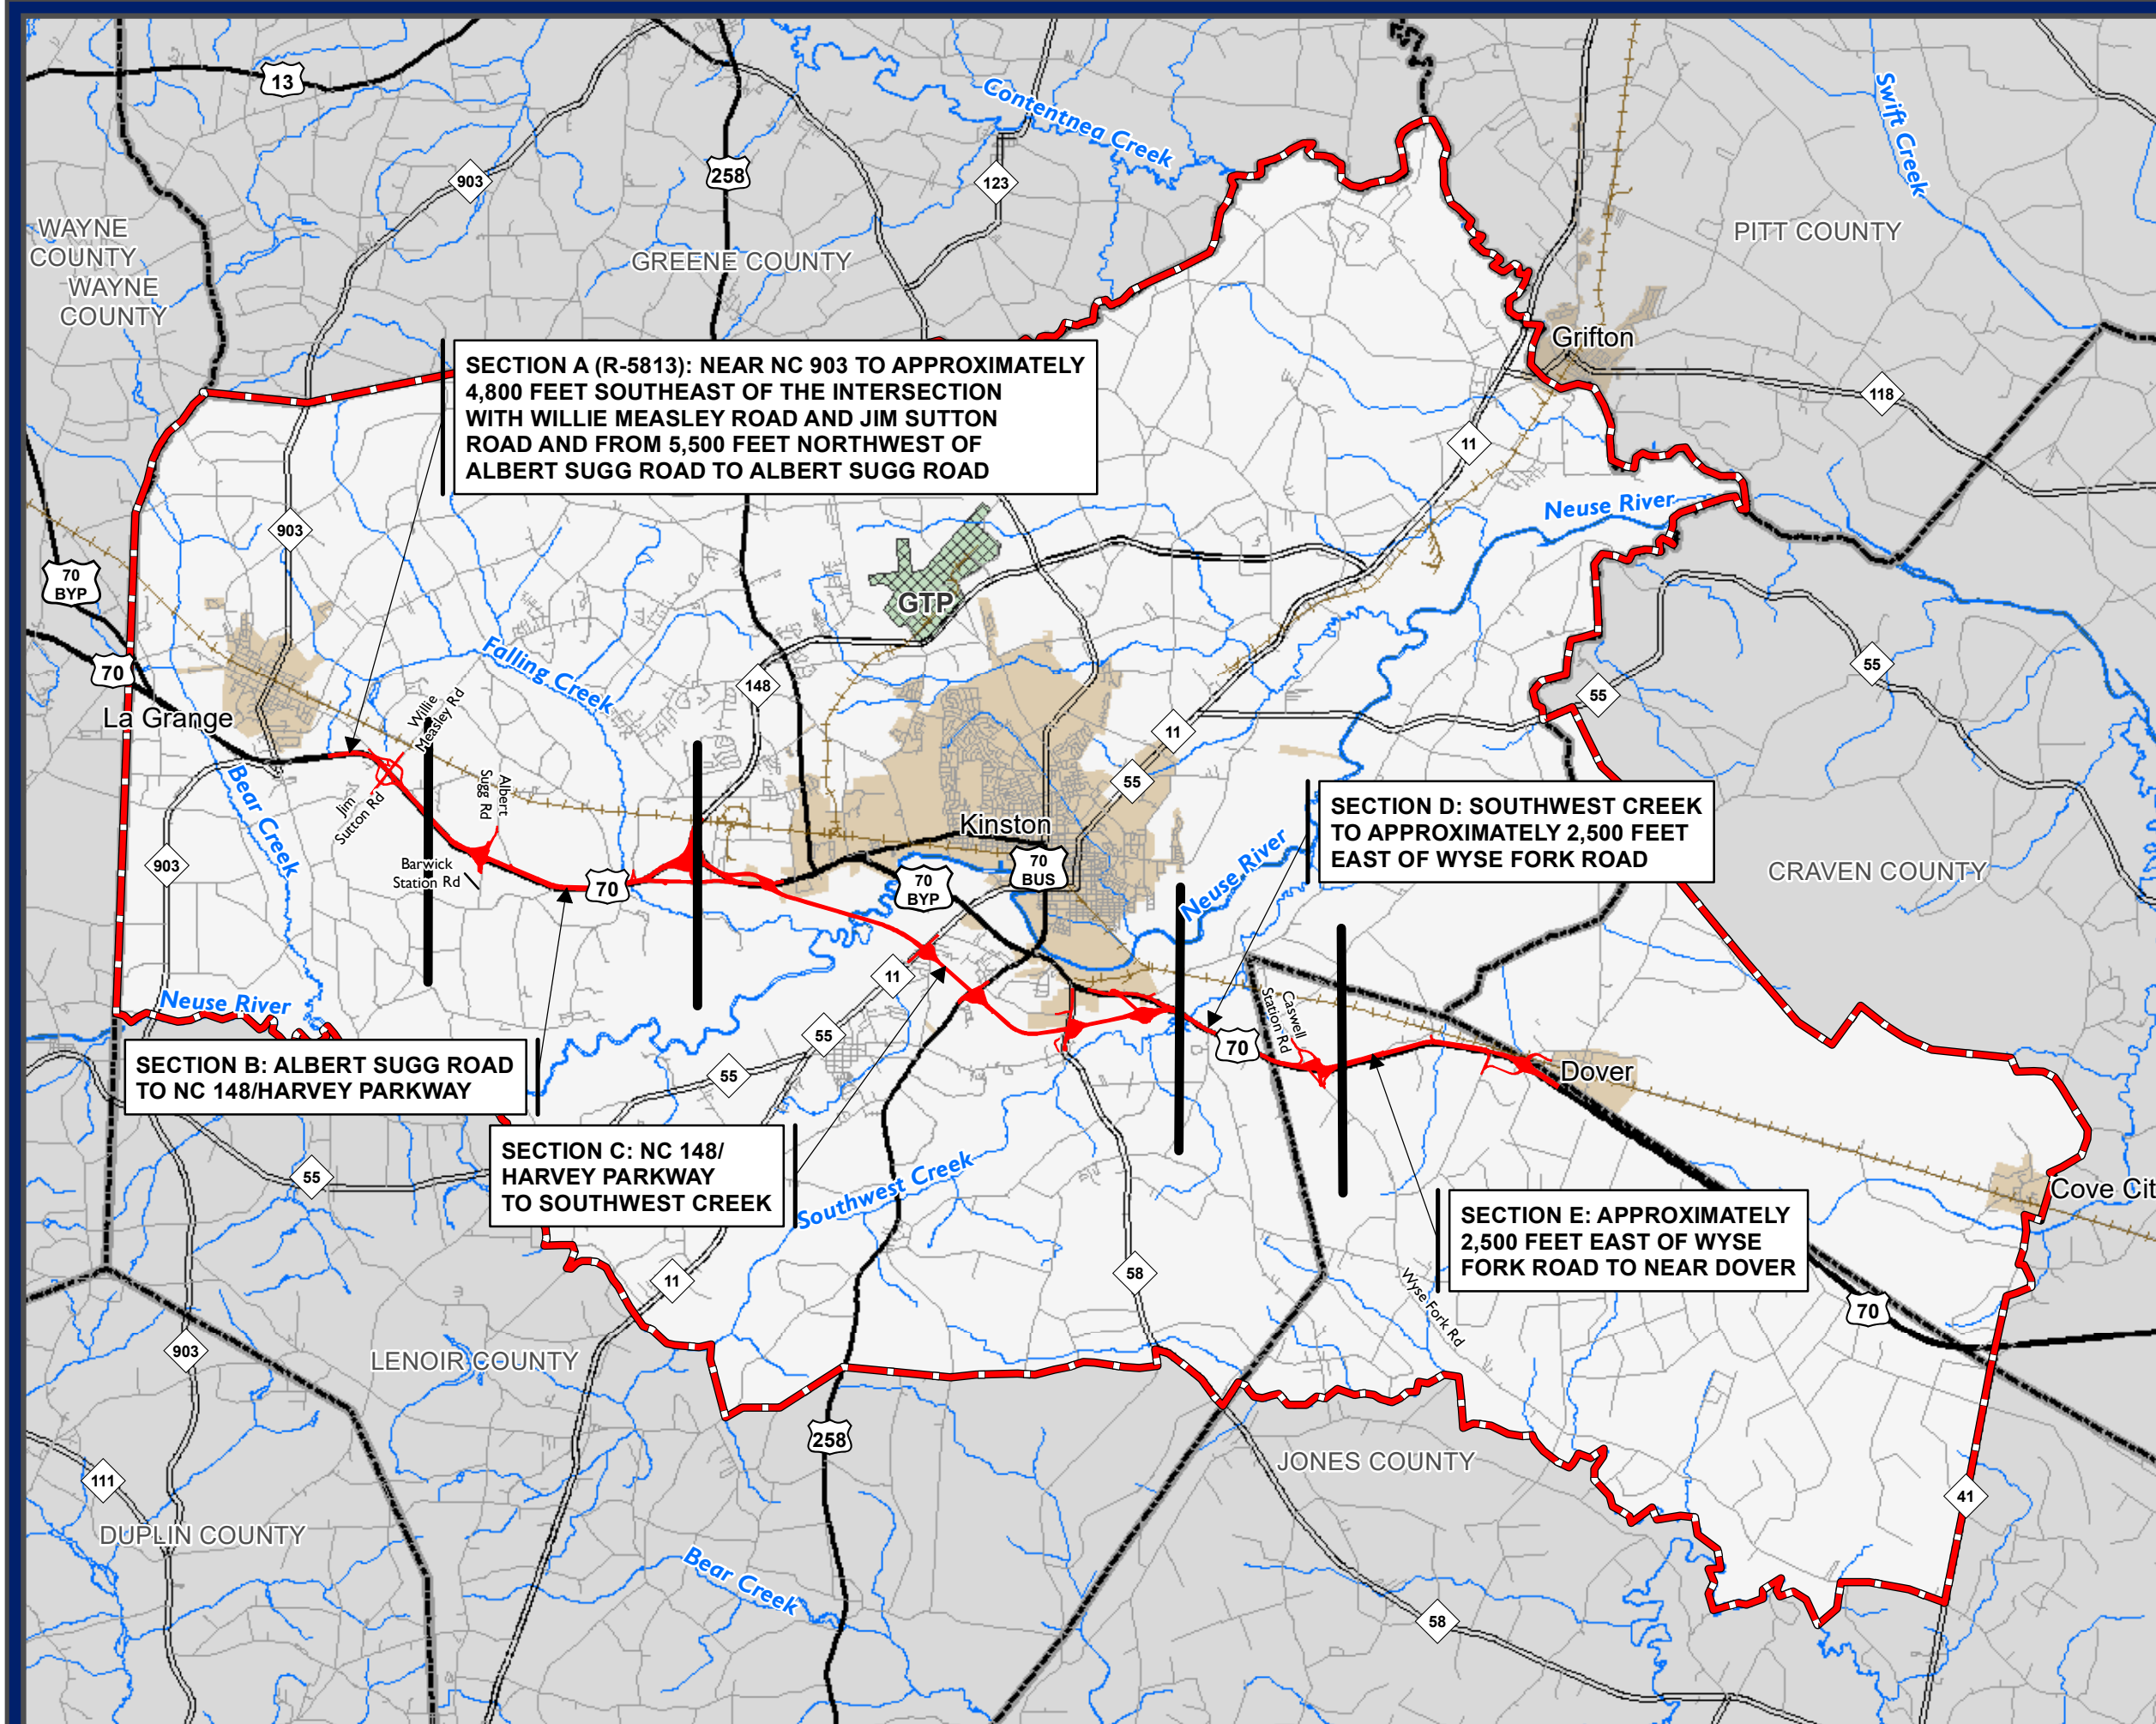 13
903
258
123
Contentnea Creek
Swift Creek
WAYNE
COUNTY
WAYNE
COUNTY
GREENE COUNTY
PITT COUNTY
Grifton
118
11
SECTION A (R-5813): NEAR NC 903 TO APPROXIMATELY
4,800 FEET SOUTHEAST OF THE INTERSECTION
WITH WILLIE MEASLEY ROAD AND JIM SUTTON
ROAD AND FROM 5,500 FEET NORTHWEST OF
ALBERT SUGG ROAD TO ALBERT SUGG ROAD
Neuse River
903
70
BYP
GTP
70
Falling Creek
148
55
55
La Grange
Willie
Measley Rd
11
55
Jim
Sutton Rd
Albert
Sugg Rd
Bear Creek
903
Barwick
Station Rd
70
Kinston
70
BUS
70
BYP
Neuse River
SECTION D: SOUTHWEST CREEK
TO APPROXIMATELY 2,500 FEET
EAST OF WYSE FORK ROAD
CRAVEN COUNTY
11
Neuse River
55
55
70
Caswell
Station Rd
Dover
SECTION B: ALBERT SUGG ROAD
TO NC 148/HARVEY PARKWAY
SECTION C: NC 148/
HARVEY PARKWAY
TO SOUTHWEST CREEK
55
Southwest Creek
Cove Cit
SECTION E: APPROXIMATELY
2,500 FEET EAST OF WYSE
FORK ROAD TO NEAR DOVER
11
58
Wyse Fork Rd
70
903
LENOIR COUNTY
258
JONES COUNTY
111
41
DUPLIN COUNTY
Bear Creek
58